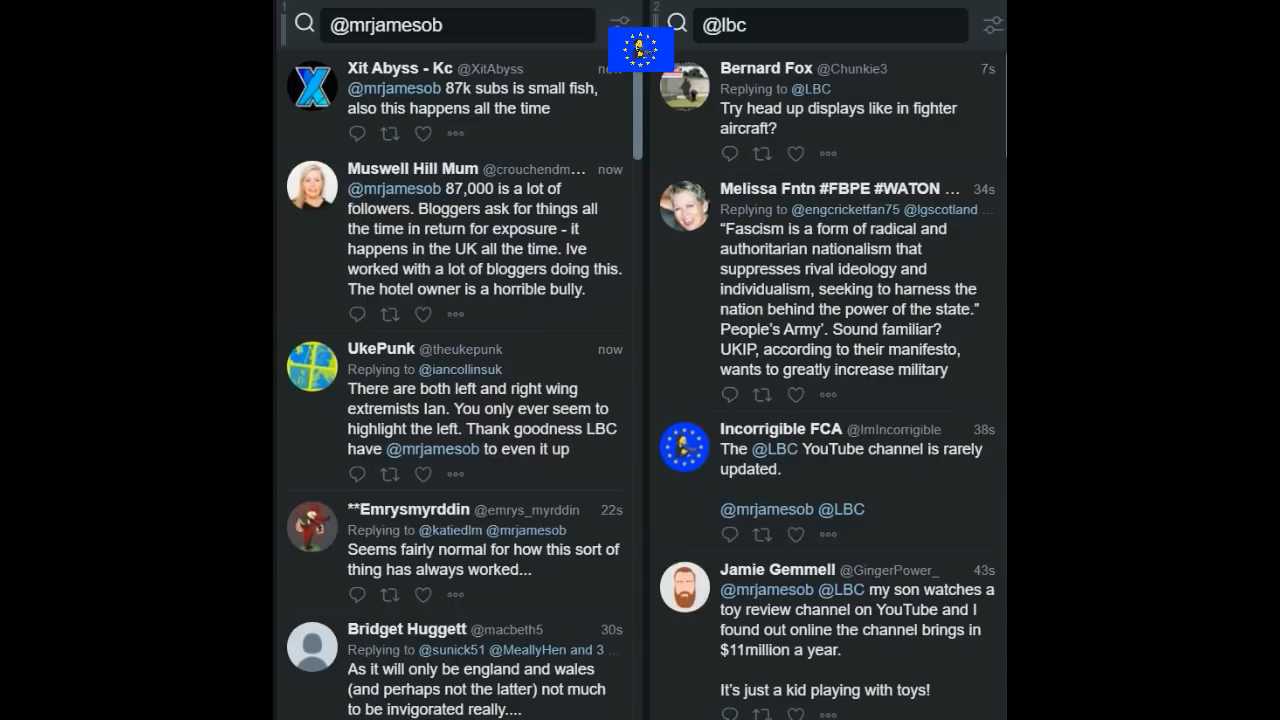 1
@mrjamesob
Xit Abyss - Kc @XitAbyss now
@mrjamesob 87k subs is small fish,
also this happens all the time
Muswell Hill Mum @crouchendm... now
@mrjamesob 87,000 is a lot of
followers. Bloggers ask for things all
the time in return for exposure - it
happens in the UK all the time. Ive
worked with a lot of bloggers doing this.
The hotel owner is a horrible bully.
UkePunk @theukepunk now
Replying to @iancollinsuk
There are both left and right wing
extremists Ian. You only ever seem to
highlight the left. Thank goodness LBC
have @mrjamesob to even it up
**Emrysmyrddin @emrys_myrddin 22s
Replying to @katiedlm @mrjamesob
Seems fairly normal for how this sort of
thing has always worked...
Bridget Huggett @macbeth5 30s
Replying to @sunick51 @MeallyHen and 3 ...
As it will only be england and wales
(and perhaps not the latter) not much
to be invigorated really....
2
@lbc
Bernard Fox @Chunkie3 7s
Replying to @LBC
Try head up displays like in fighter
aircraft?
Melissa Fntn #FBPE #WATON ... 34s
Replying to @engcricketfan75 @lgscotland ...
“Fascism is a form of radical and
authoritarian nationalism that
suppresses rival ideology and
individualism, seeking to harness the
nation behind the power of the state.”
People’s Army’. Sound familiar?
UKIP, according to their manifesto,
wants to greatly increase military
Incorrigible FCA @ImIncorrigible 38s
The @LBC YouTube channel is rarely
updated.
@mrjamesob @LBC
Jamie Gemmell @GingerPower_ 43s
@mrjamesob @LBC my son watches a
toy review channel on YouTube and I
found out online the channel brings in
$11million a year.
It’s just a kid playing with toys!